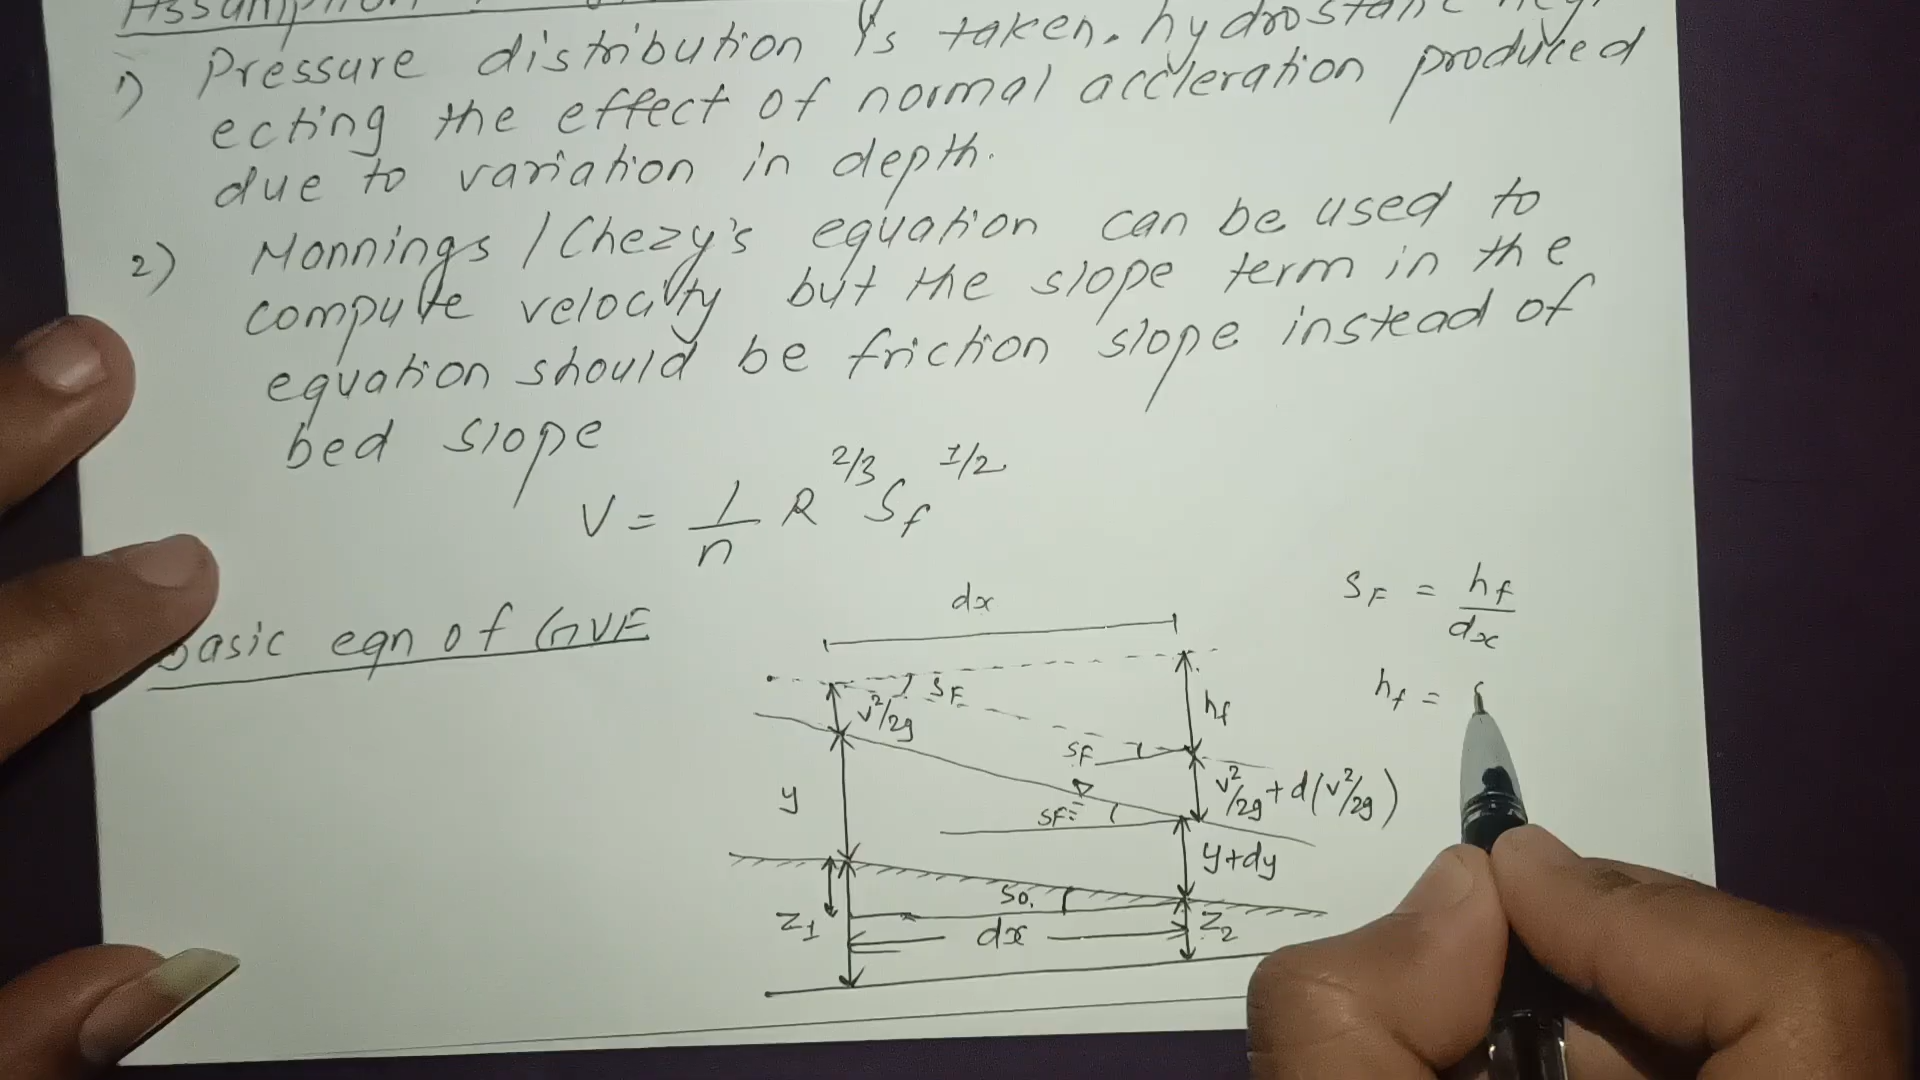 1) Pressure distribution is taken hydrostatic
ecting the effect of normal accleration produced
due to variation in depth.
2) Mannings / Chezy's equation can be used to
compute velocity but the slope term in the
equation should be friction slope instead of
bed slope
V = 1/n R^2/3 Sf^1/2
Basic eqn of GVF
dx
SF = hf/dx
hf =
SF
v²/2g
hf
SF
v²/2g + d(v²/2g)
y
SF
y+dy
So
Z1
dx
Z2